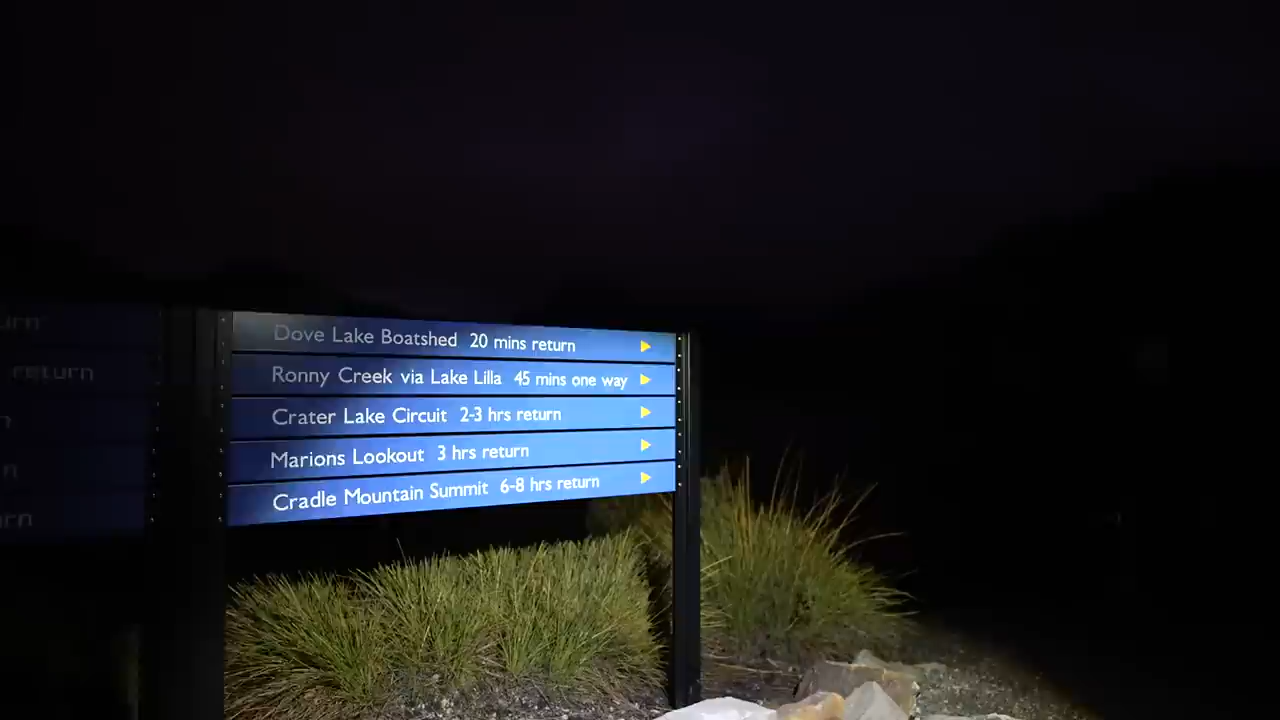 return
Dove Lake Boatshed 20 mins return
Ronny Creek via Lake Lilla 45 mins one way
Crater Lake Circuit 2-3 hrs return
Marions Lookout 3 hrs return
Cradle Mountain Summit 6-8 hrs return